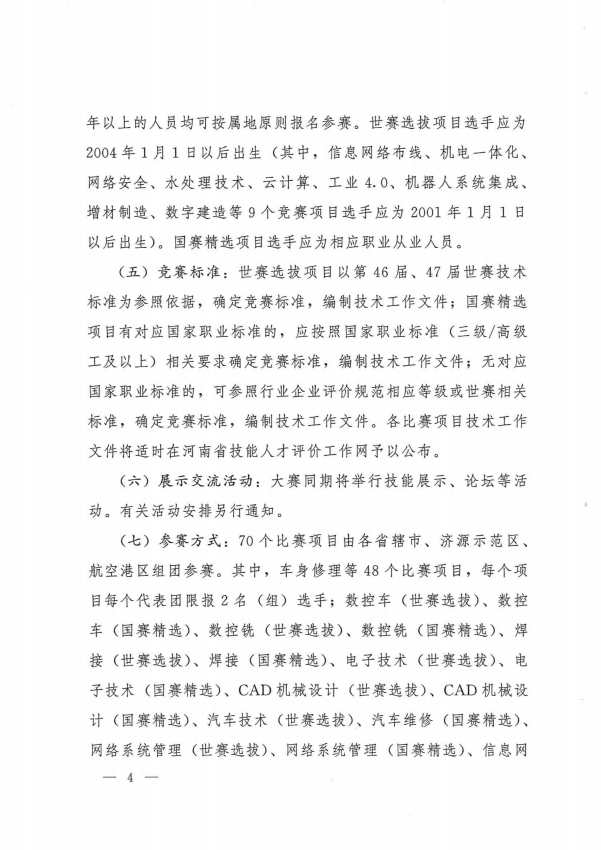 年以上的人员均可按属地原则报名参赛。世赛选拔项目选手应为
2004 年 1 月 1 日以后出生（其中，信息网络布线、机电一体化、
网络安全、水处理技术、云计算、工业 4.0、机器人系统集成、
增材制造、数字建造等 9 个竞赛项目选手应为 2001 年 1 月 1 日
以后出生）。国赛精选项目选手应为相应职业从业人员。
（五）竞赛标准：世赛选拔项目以第 46 届、47 届世赛技术
标准为参照依据，确定竞赛标准，编制技术工作文件；国赛精选
项目有对应国家职业标准的，应按照国家职业标准（三级/高级
工及以上）相关要求确定竞赛标准，编制技术工作文件；无对应
国家职业标准的，可参照行业企业评价规范相应等级或世赛相关
标准，确定竞赛标准，编制技术工作文件。各比赛项目技术工作
文件将适时在河南省技能人才评价工作网予以公布。
（六）展示交流活动：大赛同期将举行技能展示、论坛等活
动。有关活动安排另行通知。
（七）参赛方式：70 个比赛项目由各省辖市、济源示范区、
航空港区组团参赛。其中，车身修理等 48 个比赛项目，每个项
目每个代表团限报 2 名（组）选手；数控车（世赛选拔）、数控
车（国赛精选）、数控铣（世赛选拔）、数控铣（国赛精选）、焊
接（世赛选拔）、焊接（国赛精选）、电子技术（世赛选拔）、电
子技术（国赛精选）、CAD 机械设计（世赛选拔）、CAD 机械设
计（国赛精选）、汽车技术（世赛选拔）、汽车维修（国赛精选）、
网络系统管理（世赛选拔）、网络系统管理（国赛精选）、信息网
— 4 —